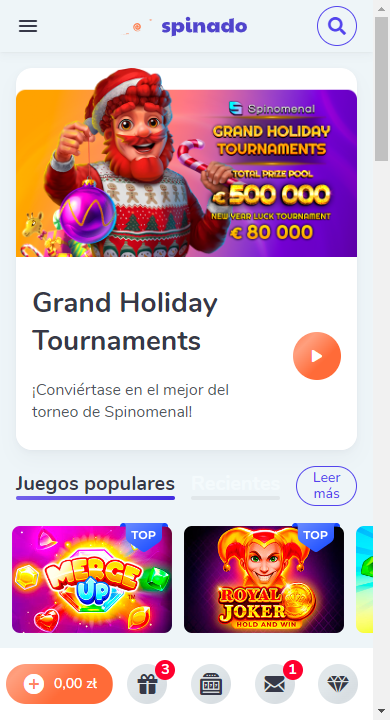 spinado
Spinomenal
GRAND HOLIDAY
TOURNAMENTS
TOTAL PRIZE POOL
€500 000
NEW YEAR LUCK TOURNAMENT
€ 80 000
Grand Holiday
Tournaments
¡Conviértase en el mejor del
torneo de Spinomenal!
Juegos populares
Recientes
Leer
más
TOP
TOP
MERGE
UP
TM
ROYAL
JOKER
HOLD AND WIN
0,00 zł
3
1